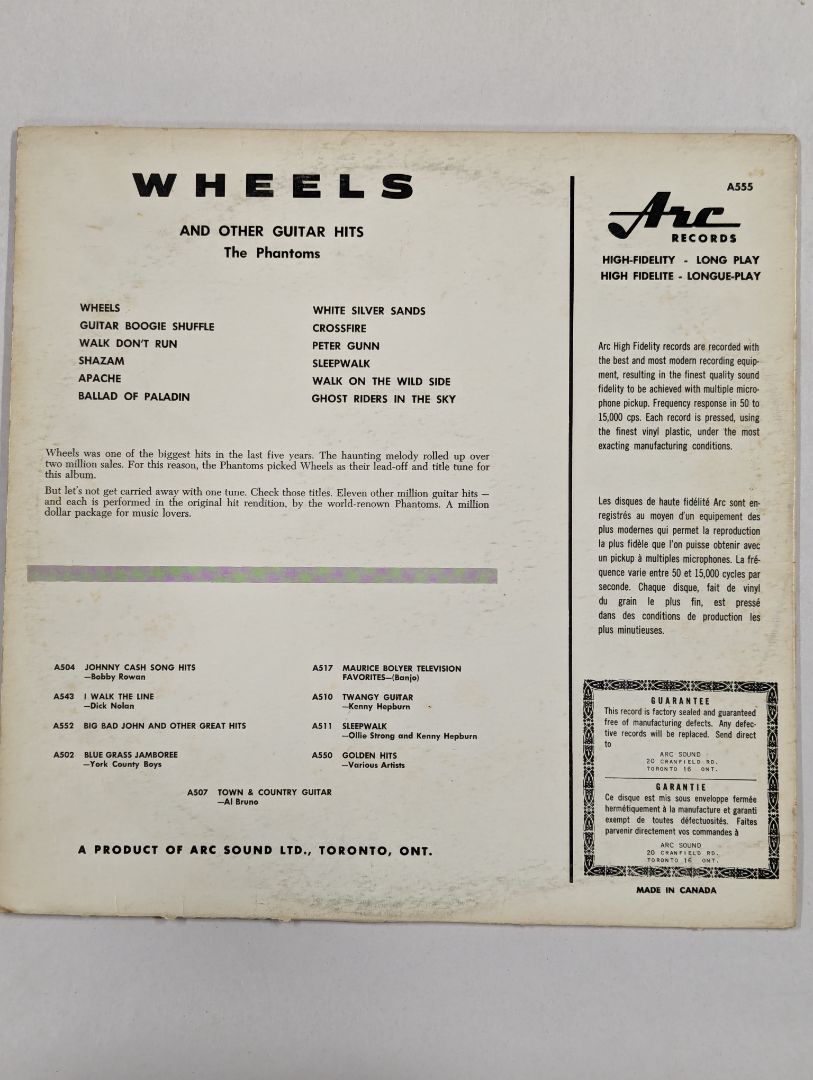 WHEELS
AND OTHER GUITAR HITS
The Phantoms
WHEELS
GUITAR BOOGIE SHUFFLE
WALK DON'T RUN
SHAZAM
APACHE
BALLAD OF PALADIN
WHITE SILVER SANDS
CROSSFIRE
PETER GUNN
SLEEPWALK
WALK ON THE WILD SIDE
GHOST RIDERS IN THE SKY
Wheels was one of the biggest hits in the last five years. The haunting melody rolled up over
two million sales. For this reason, the Phantoms picked Wheels as their lead-off and title tune for
this album.
But let's not get carried away with one tune. Check those titles. Eleven other million guitar hits —
and each is performed in the original hit rendition, by the world-renown Phantoms. A million
dollar package for music lovers.
A504 JOHNNY CASH SONG HITS
—Bobby Rowan
A543 I WALK THE LINE
—Dick Nolan
A552 BIG BAD JOHN AND OTHER GREAT HITS
A502 BLUE GRASS JAMBOREE
—York County Boys
A517 MAURICE BOLYER TELEVISION
FAVORITES—(Banjo)
A510 TWANGY GUITAR
—Kenny Hepburn
A511 SLEEPWALK
—Ollie Strong and Kenny Hepburn
A550 GOLDEN HITS
—Various Artists
A507 TOWN & COUNTRY GUITAR
—Al Bruno
A PRODUCT OF ARC SOUND LTD., TORONTO, ONT.
A555
Arc
RECORDS
HIGH-FIDELITY - LONG PLAY
HIGH FIDELITE - LONGUE-PLAY
Arc High Fidelity records are recorded with
the best and most modern recording equip-
ment, resulting in the finest quality sound
fidelity to be achieved with multiple micro-
phone pickup. Frequency response in 50 to
15,000 cps. Each record is pressed, using
the finest vinyl plastic, under the most
exacting manufacturing conditions.
Les disques de haute fidélité Arc sont en-
registrés au moyen d'un equipement des
plus modernes qui permet la reproduction
la plus fidèle que l'on puisse obtenir avec
un pickup à multiples microphones. La fré-
quence varie entre 50 et 15,000 cycles par
seconde. Chaque disque, fait de vinyl
du grain le plus fin, est pressé
dans des conditions de production les
plus minutieuses.
GUARANTEE
This record is factory sealed and guaranteed
free of manufacturing defects. Any defec-
tive records will be replaced. Send direct
to
ARC SOUND
20 CRANFIELD RD.
TORONTO 16 ONT.
GARANTIE
Ce disque est mis sous enveloppe fermée
hermétiquement à la manufacture et garanti
exempt de toutes défectuosités. Faites
parvenir directement vos commandes à
ARC SOUND
20 CRANFIELD RD.
TORONTO 16 ONT.
MADE IN CANADA